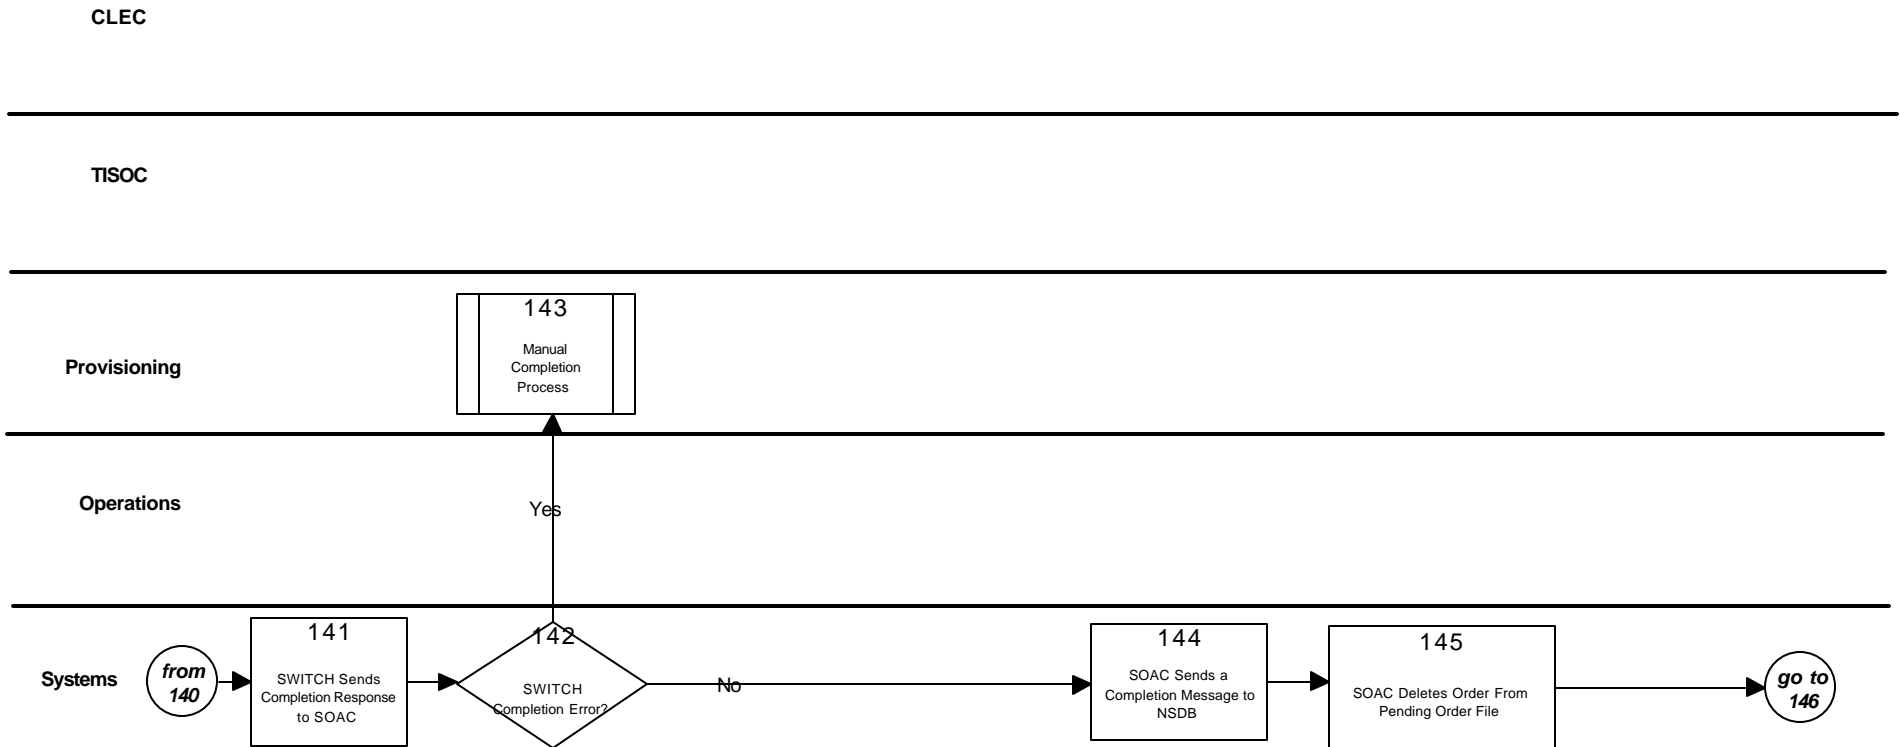 CLEC
TISOC
Provisioning
143
Manual
Completion
Process
Operations
Yes
Systems
from
140
141
SWITCH Sends
Completion Response
to SOAC
142
SWITCH
Completion Error?
No
144
SOAC Sends a
Completion Message to
NSDB
145
SOAC Deletes Order From
Pending Order File
go to
146